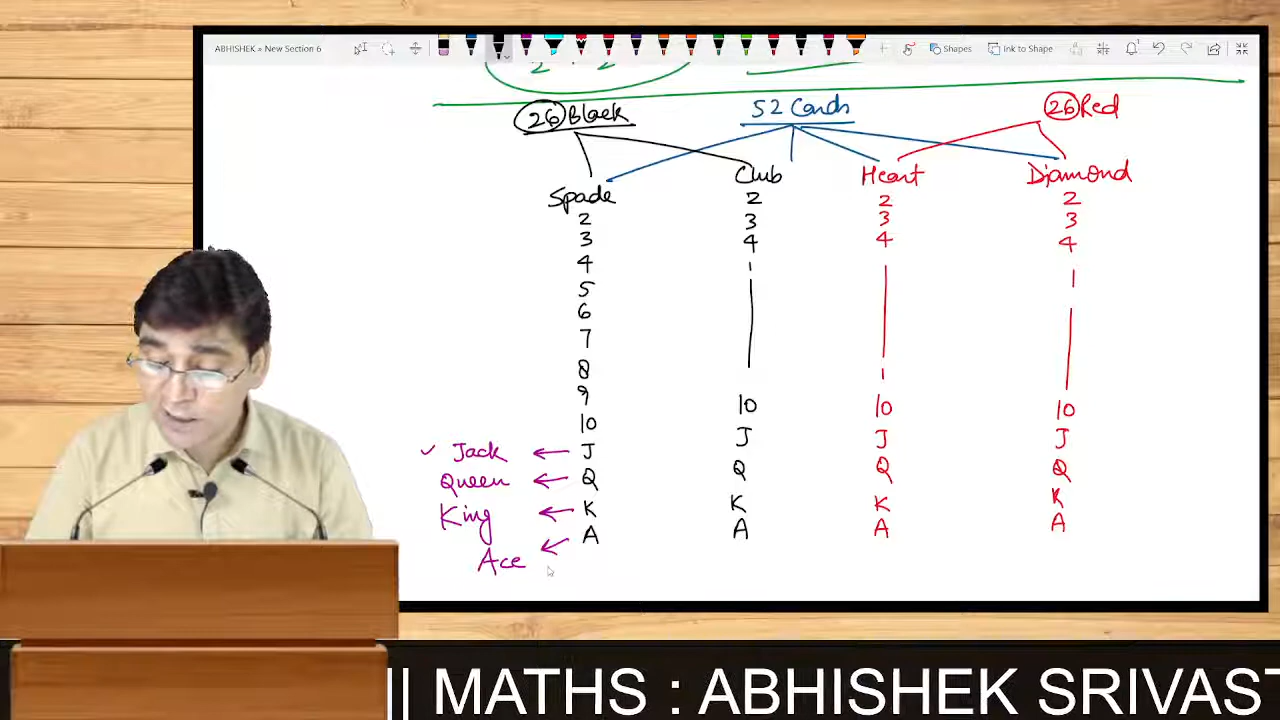 ABHISHEK » New Section 6
Shapes
Ink to Shape
2 2
26 Black
52 Cards
26 Red
Spade
Club
Heart
Diamond
2 2 2 2
3 3 3 3
4 4 4 4
5
6
7
8
9
10 10 10 10
✓ Jack ← J J J J
Queen ← Q Q Q Q
King ← K K K K
Ace ← A A A A
|| MATHS : ABHISHEK SRIVAST